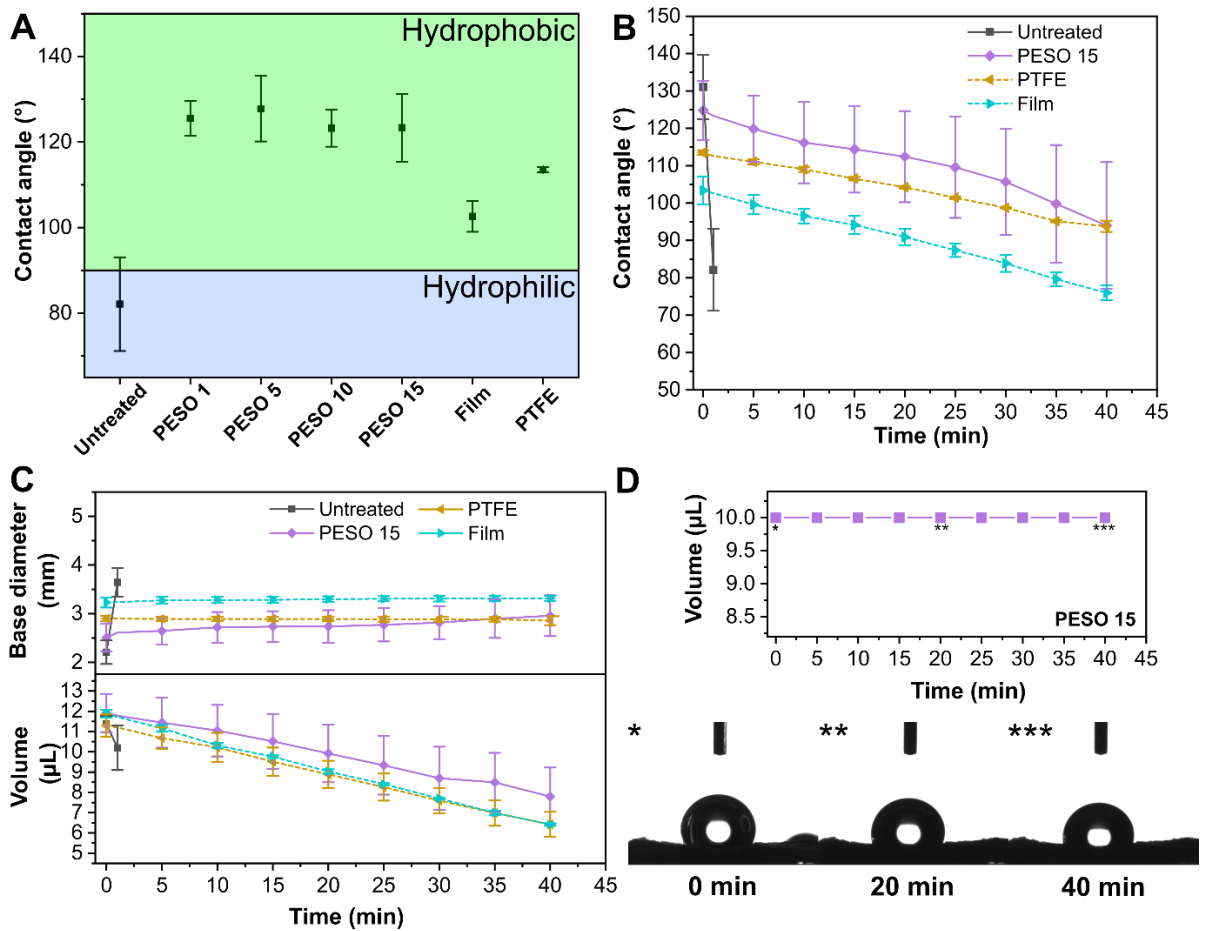 A
Hydrophobic
Hydrophilic
Contact angle (°)
140
120
100
80
Untreated
PESO 1
PESO 5
PESO 10
PESO 15
Film
PTFE
B
Untreated
PESO 15
PTFE
Film
Contact angle (°)
150
140
130
120
110
100
90
80
70
60
50
0 5 10 15 20 25 30 35 40 45
Time (min)
C
Untreated
PTFE
PESO 15
Film
Base diameter
(mm)
5
4
3
2
Volume
(µL)
13
12
11
10
9
8
7
6
5
0 5 10 15 20 25 30 35 40 45
Time (min)
D
Volume (µL)
10.0
9.5
9.0
8.5
*
**
***
PESO 15
0 5 10 15 20 25 30 35 40 45
Time (min)
* ** ***
0 min 20 min 40 min